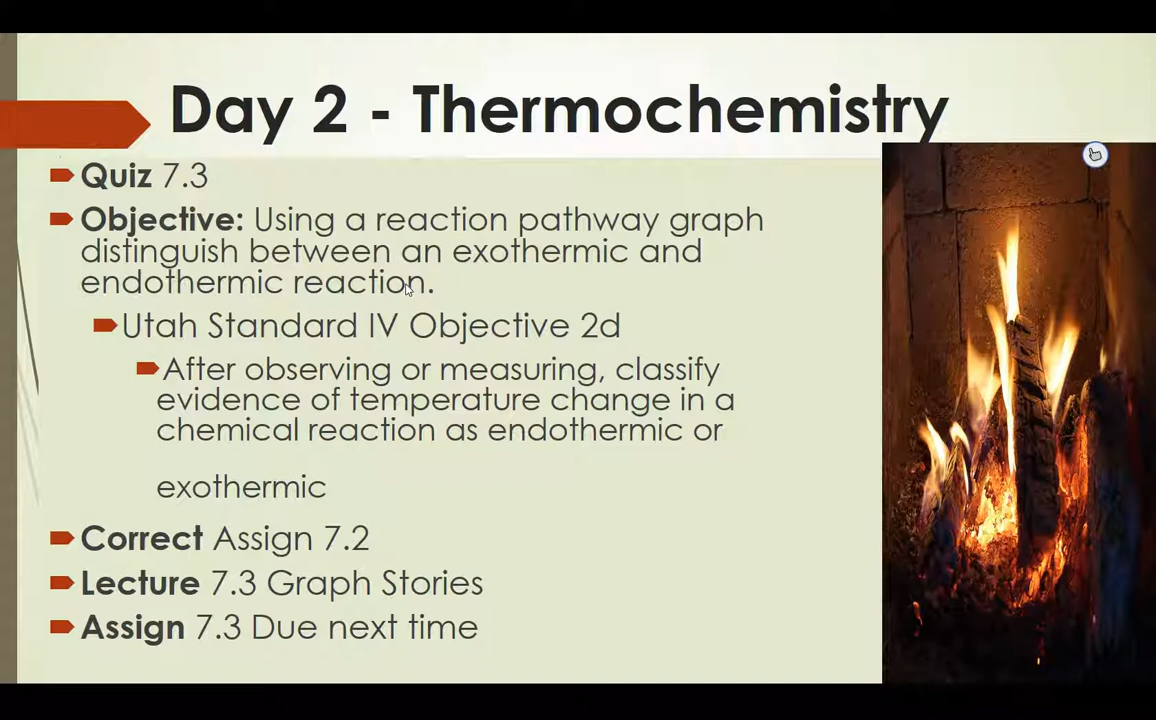 Day 2 - Thermochemistry
Quiz 7.3
Objective: Using a reaction pathway graph
distinguish between an exothermic and
endothermic reaction.
Utah Standard IV Objective 2d
After observing or measuring, classify
evidence of temperature change in a
chemical reaction as endothermic or
exothermic
Correct Assign 7.2
Lecture 7.3 Graph Stories
Assign 7.3 Due next time